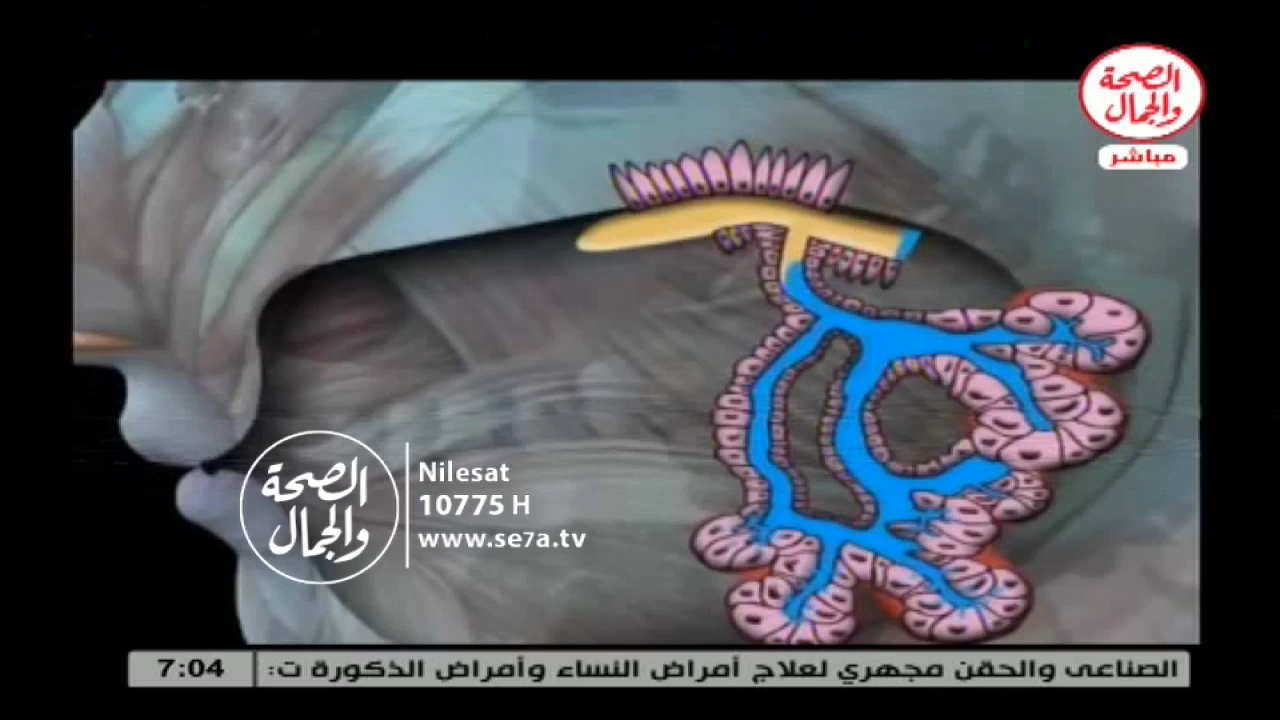 الصحة
والجمال
مباشر
الصحة
والجمال
Nilesat
10775 H
www.se7a.tv
7:04
الصناعى والحقن مجهري لعلاج أمراض النساء وأمراض الذكورة ت: